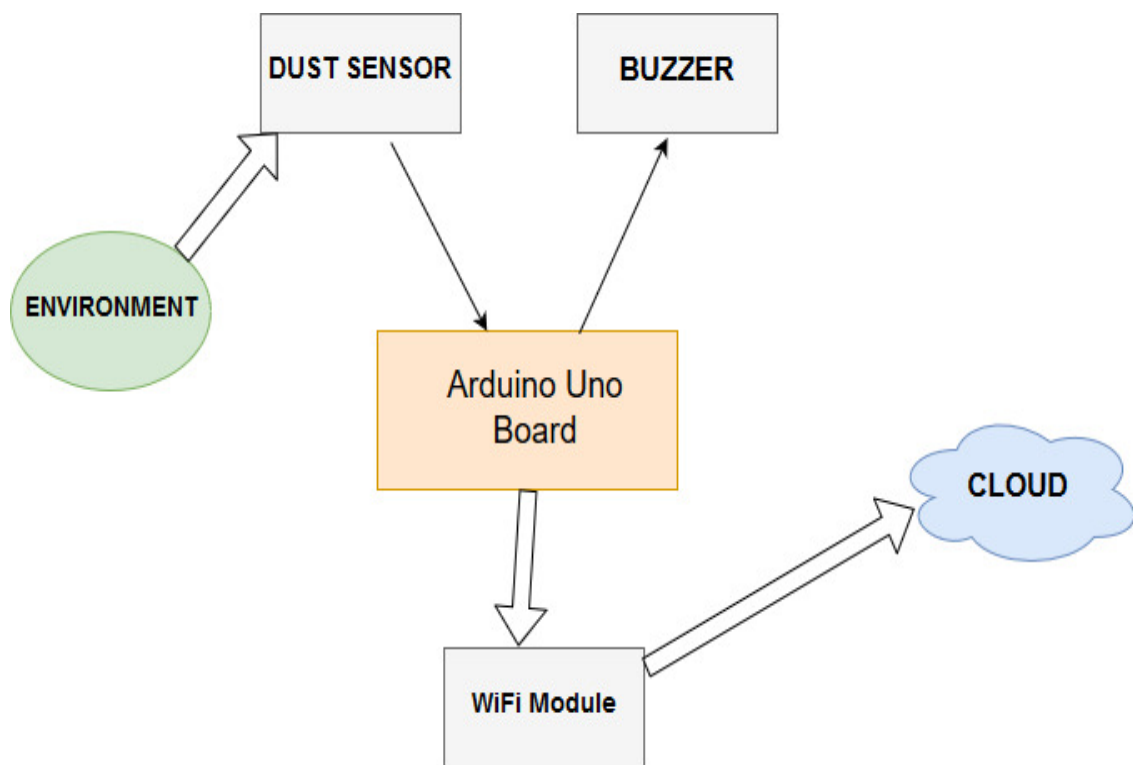 DUST SENSOR
BUZZER
ENVIRONMENT
Arduino Uno
Board
CLOUD
WiFi Module